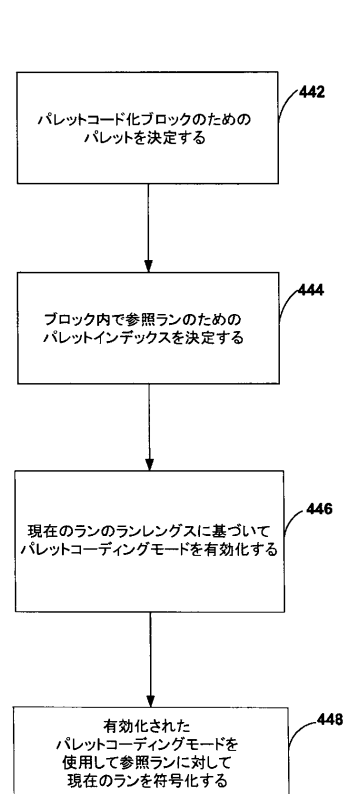 442
パレットコード化ブロックのための
パレットを決定する
444
ブロック内で参照ランのための
パレットインデックスを決定する
446
現在のランのランレングスに基づいて
パレットコーディングモードを有効化する
448
有効化された
パレットコーディングモードを
使用して参照ランに対して
現在のランを符号化する